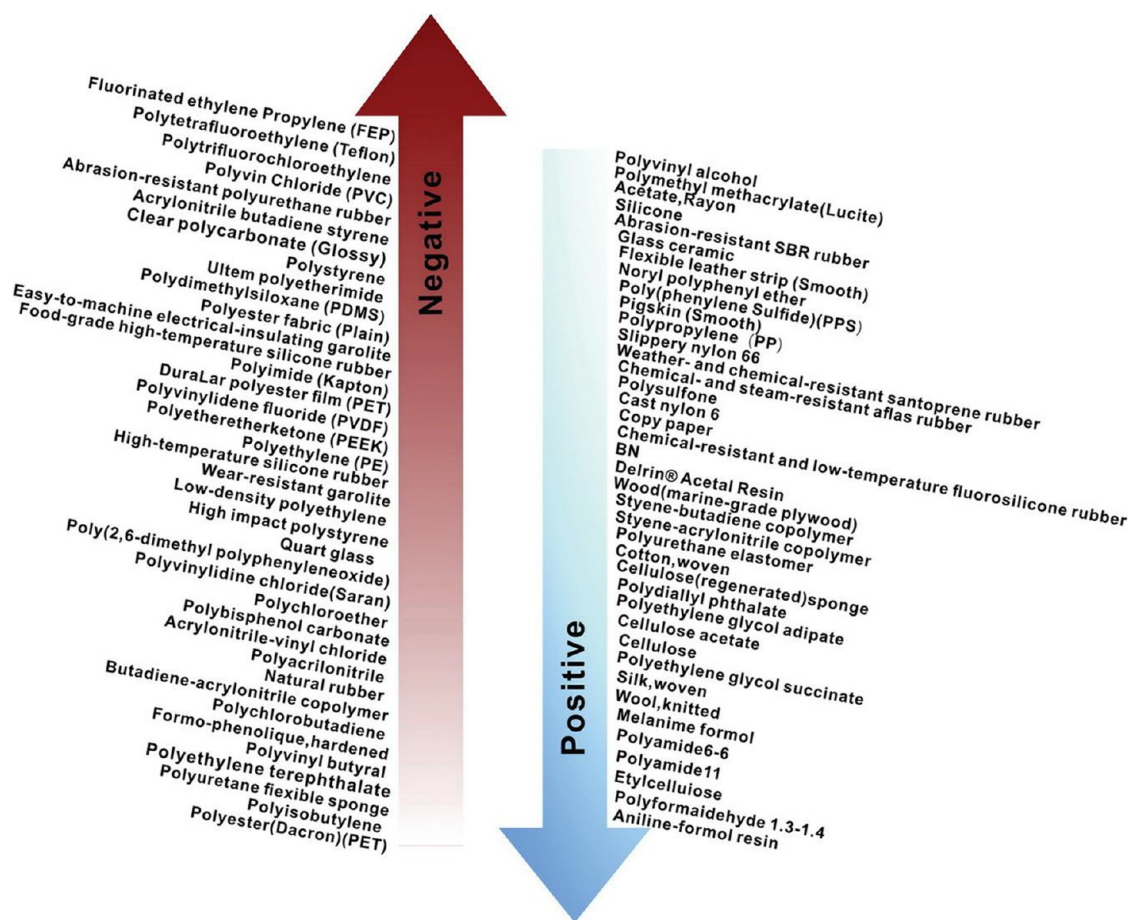 Fluorinated ethylene Propylene (FEP)
Polytetrafluoroethylene (Teflon)
Polytrifluorochloroethylene
Polyvin Chloride (PVC)
Abrasion-resistant polyurethane rubber
Acrylonitrile butadiene styrene
Clear polycarbonate (Glossy)
Polystyrene
Ultem polyetherimide
Polydimethylsiloxane (PDMS)
Polyester fabric (Plain)
Easy-to-machine electrical-insulating garolite
Food-grade high-temperature silicone rubber
Polyimide (Kapton)
DuraLar polyester film (PET)
Polyvinylidene fluoride (PVDF)
Polyetheretherketone (PEEK)
Polyethylene (PE)
High-temperature silicone rubber
Wear-resistant garolite
Low-density polyethylene
High impact polystyrene
Quart glass
Poly(2,6-dimethyl polyphenyleneoxide)
Polyvinylidine chloride(Saran)
Polychloroether
Polybisphenol carbonate
Acrylonitrile-vinyl chloride
Polyacrilonitrile
Natural rubber
Butadiene-acrylonitrile copolymer
Polychlorobutadiene
Formo-phenolique,hardened
Polyvinyl butyral
Polyethylene terephthalate
Polyuretane fiexible sponge
Polyisobutylene
Polyester(Dacron)(PET)
Negative
Positive
Polyvinyl alcohol
Polymethyl methacrylate(Lucite)
Acetate,Rayon
Silicone
Abrasion-resistant SBR rubber
Glass ceramic
Flexible leather strip (Smooth)
Noryl polyphenyl ether
Poly(phenylene Sulfide)(PPS)
Pigskin (Smooth)
Polypropylene (PP)
Slippery nylon 66
Weather- and chemical-resistant santoprene rubber
Chemical- and steam-resistant aflas rubber
Polysulfone
Cast nylon 6
Copy paper
Chemical-resistant and low-temperature fluorosilicone rubber
BN
Delrin® Acetal Resin
Wood(marine-grade plywood)
Styene-butadiene copolymer
Styene-acrylonitrile copolymer
Polyurethane elastomer
Cotton,woven
Cellulose(regenerated)sponge
Polydiallyl phthalate
Polyethylene glycol adipate
Cellulose acetate
Cellulose
Polyethylene glycol succinate
Silk,woven
Wool,knitted
Melanime formol
Polyamide6-6
Polyamide11
Etylcelluiose
Polyformaidehyde 1.3-1.4
Aniline-formol resin